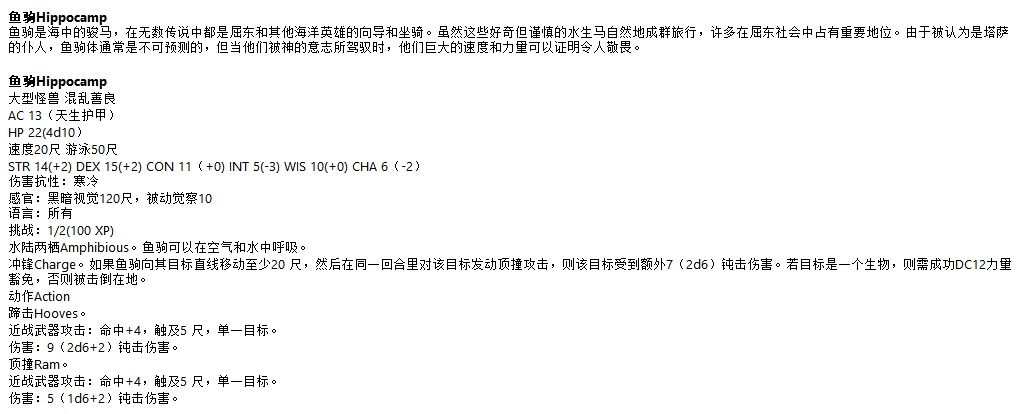 鱼驹Hippocamp
鱼驹是海中的骏马，在无数传说中都是屈东和其他海洋英雄的向导和坐骑。虽然这些好奇但谨慎的水生马自然地成群旅行，许多在屈东社会中占有重要地位。由于被认为是塔萨
的仆人，鱼驹体通常是不可预测的，但当他们被神的意志所驾驭时，他们巨大的速度和力量可以证明令人敬畏。
鱼驹Hippocamp
大型怪兽 混乱善良
AC 13（天生护甲）
HP 22(4d10）
速度20尺 游泳50尺
STR 14(+2) DEX 15(+2) CON 11（+0) INT 5(-3) WIS 10(+0) CHA 6（-2）
伤害抗性：寒冷
感官：黑暗视觉120尺，被动觉察10
语言：所有
挑战：1/2(100 XP)
水陆两栖Amphibious。鱼驹可以在空气和水中呼吸。
冲锋Charge。如果鱼驹向其目标直线移动至少20 尺，然后在同一回合里对该目标发动顶撞攻击，则该目标受到额外7（2d6）钝击伤害。若目标是一个生物，则需成功DC12力量
豁免，否则被击倒在地。
动作Action
蹄击Hooves。
近战武器攻击：命中+4，触及5 尺，单一目标。
伤害：9（2d6+2）钝击伤害。
顶撞Ram。
近战武器攻击：命中+4，触及5 尺，单一目标。
伤害：5（1d6+2）钝击伤害。